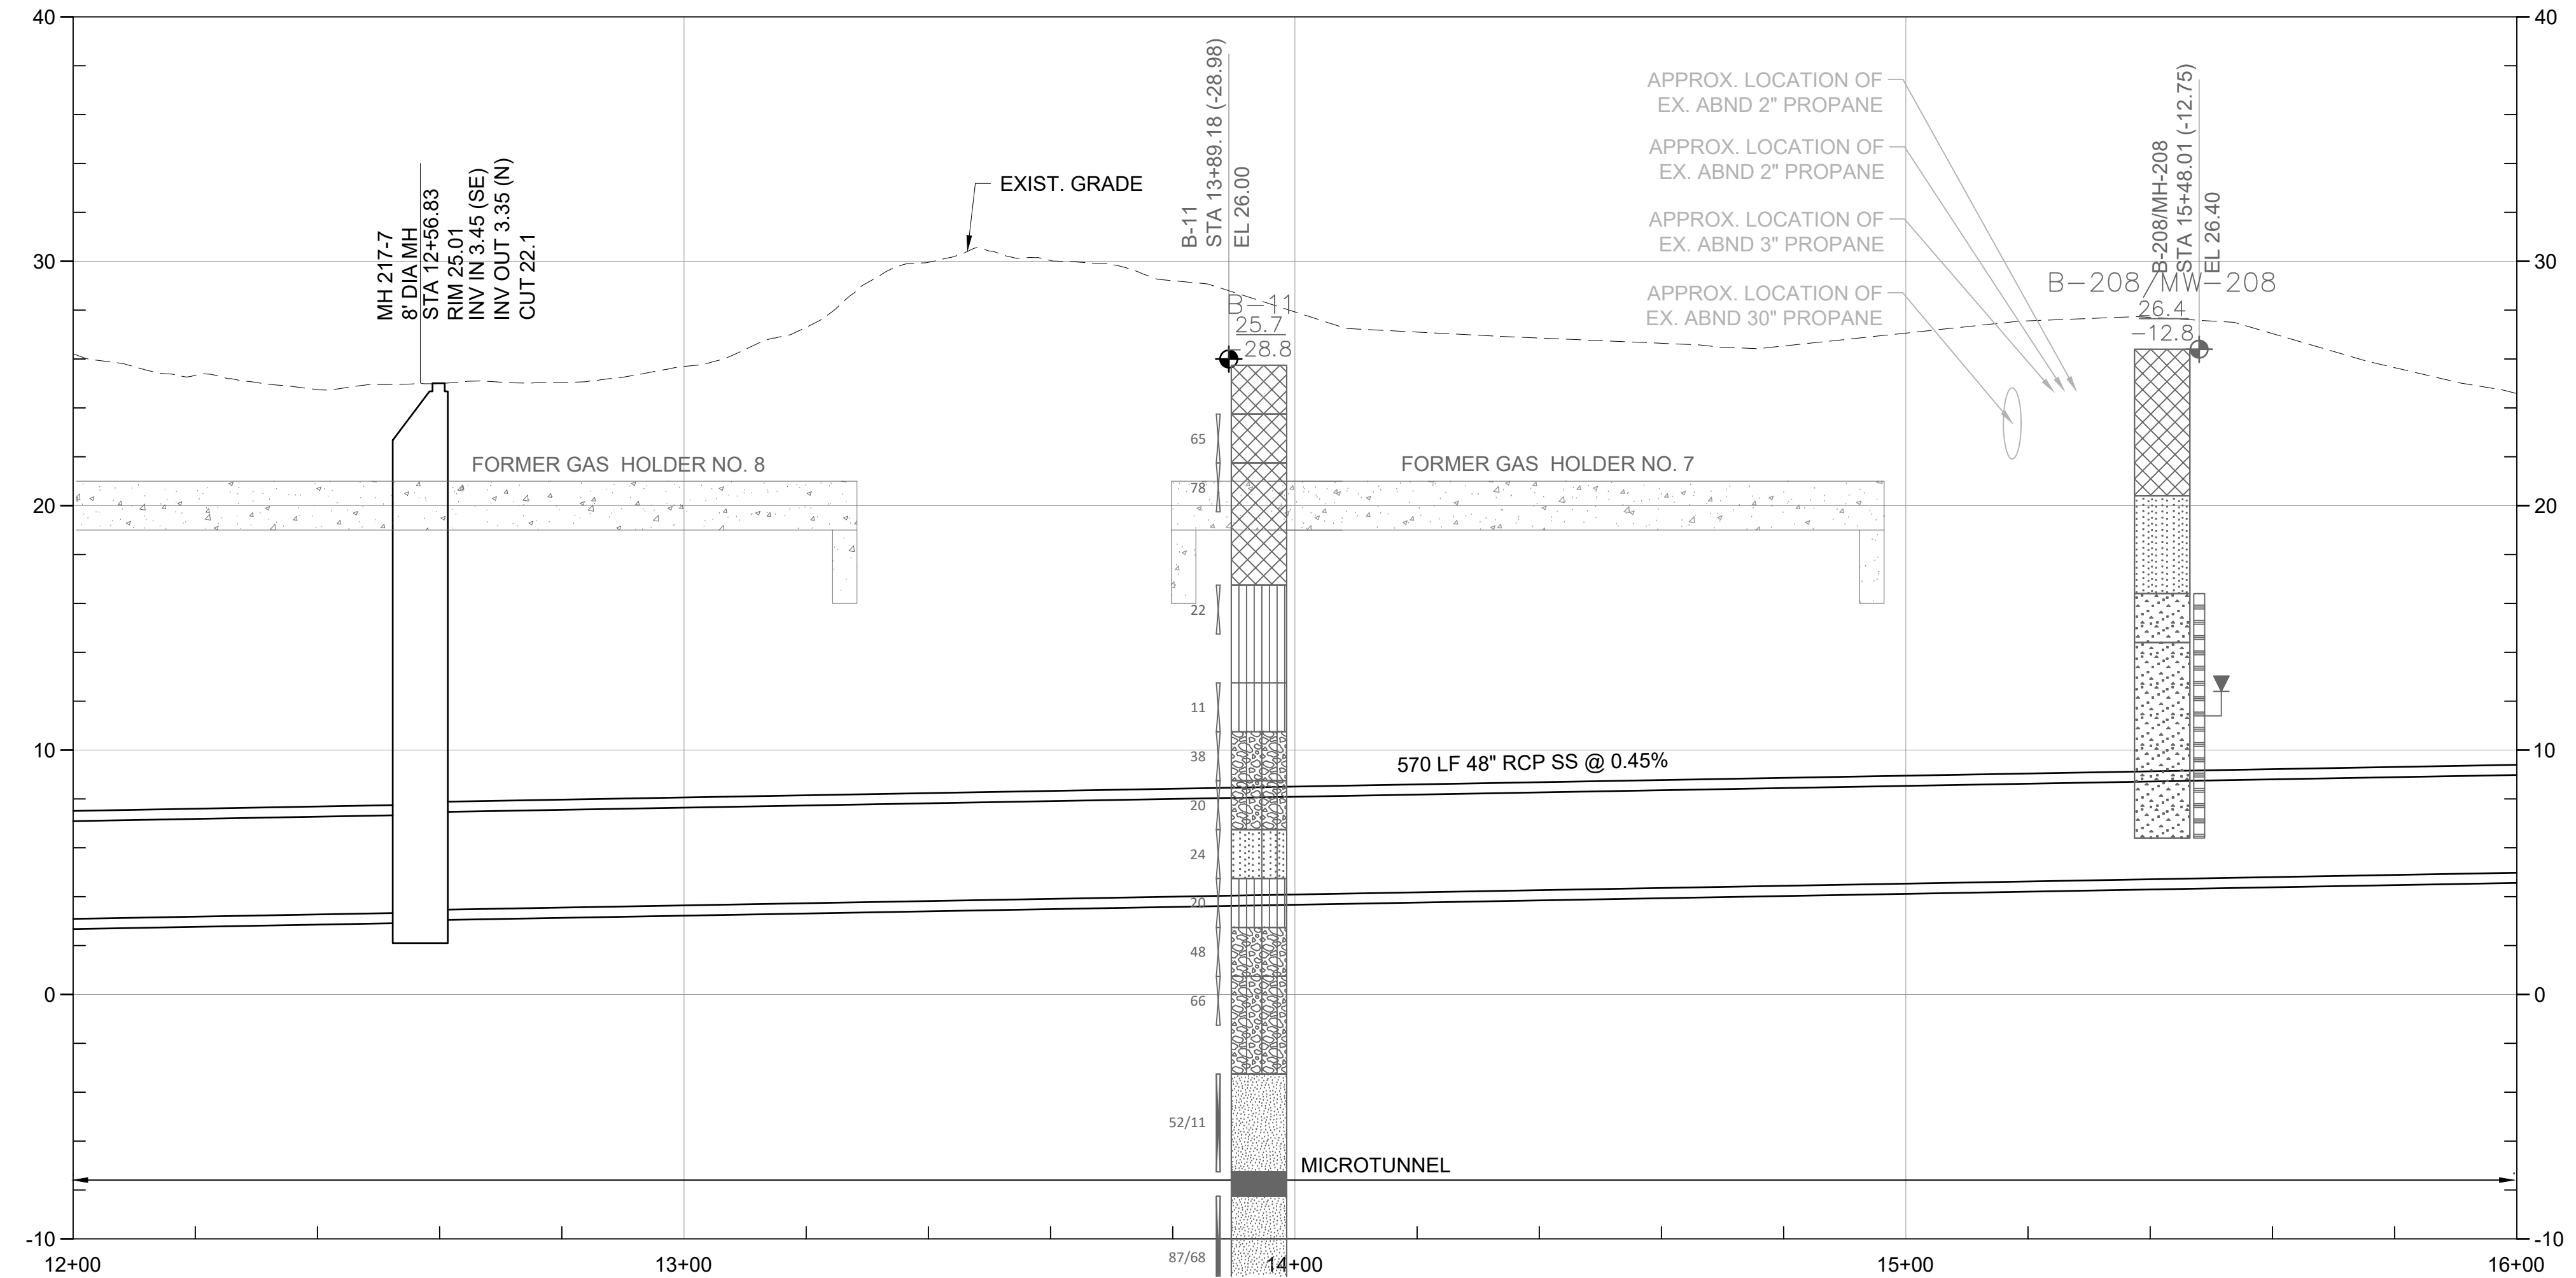 40
40
30
30
20
20
10
10
0
0
-10
-10
12+00
13+00
14+00
15+00
16+00
MH 217-7
8' DIA MH
STA 12+56.83
RIM 25.01
INV IN 3.45 (SE)
INV OUT 3.35 (N)
CUT 22.1
EXIST. GRADE
B-11
STA 13+89.18 (-28.98)
EL 26.00
B-11
25.7
-28.8
APPROX. LOCATION OF
EX. ABND 2" PROPANE
APPROX. LOCATION OF
EX. ABND 2" PROPANE
APPROX. LOCATION OF
EX. ABND 3" PROPANE
APPROX. LOCATION OF
EX. ABND 30" PROPANE
B-208/MH-208
STA 15+48.01 (-12.75)
EL 26.40
B-208/MW-208
26.4
-12.8
FORMER GAS HOLDER NO. 8
FORMER GAS HOLDER NO. 7
65
78
22
11
38
20
24
20
48
66
52/11
87/68
570 LF 48" RCP SS @ 0.45%
MICROTUNNEL